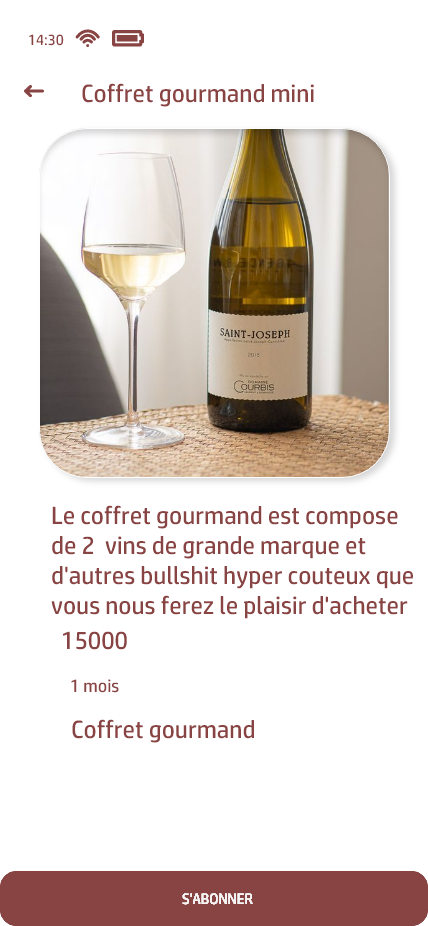 14:30
Coffret gourmand mini
SAINT-JOSEPH
2019
DOMAINE
COURBIS
Le coffret gourmand est compose
de 2 vins de grande marque et
d'autres bullshit hyper couteux que
vous nous ferez le plaisir d'acheter
15000
1 mois
Coffret gourmand
S'ABONNER